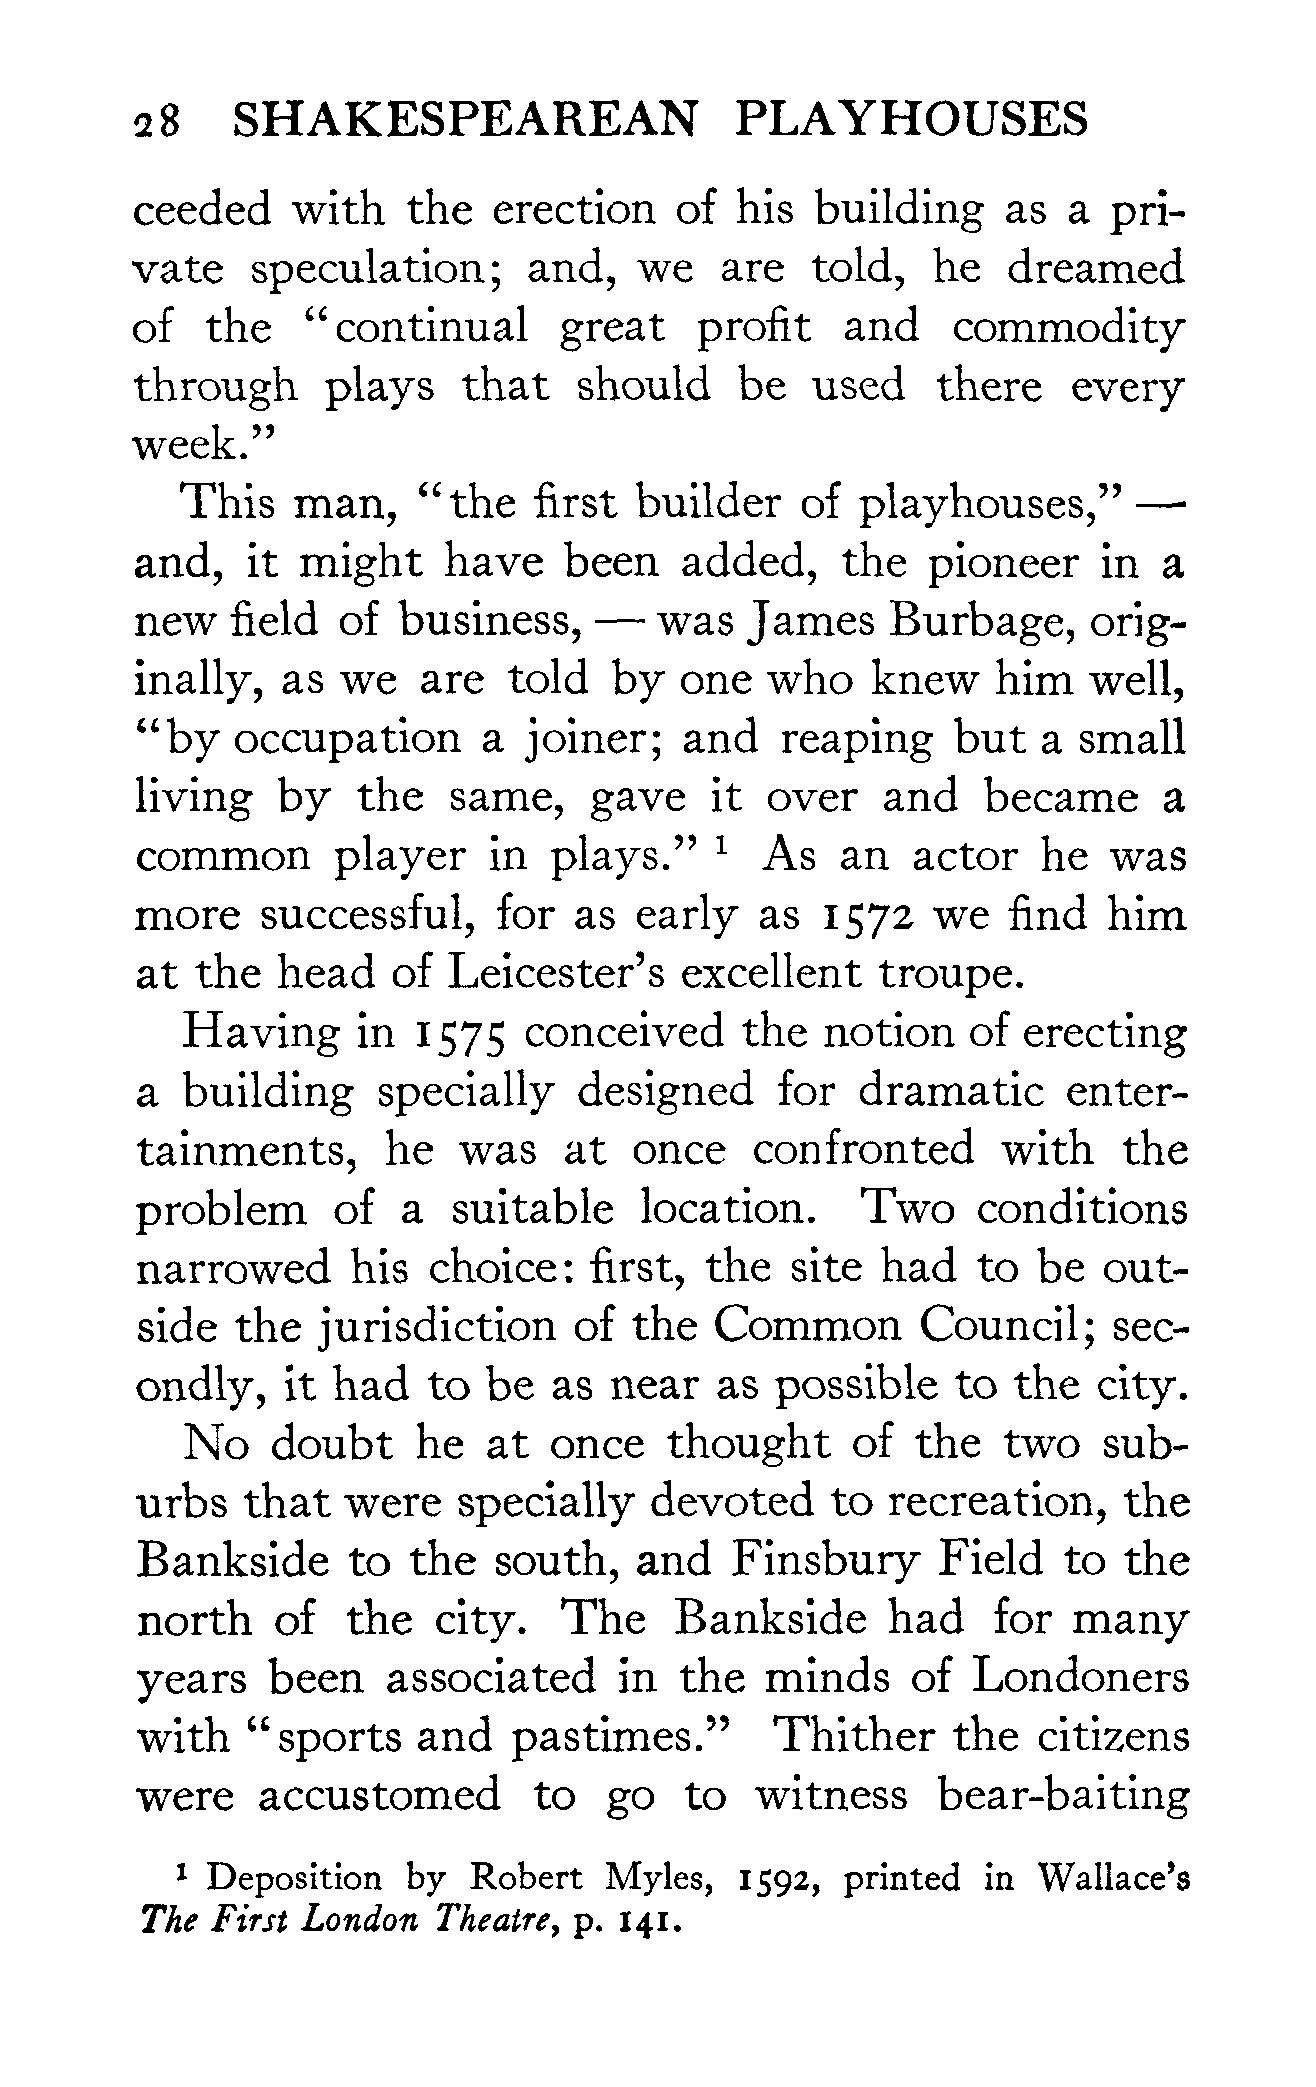 28 SHAKESPEAREAN PLAYHOUSES
ceeded with the erection of his building as a pri-
vate speculation; and, we are told, he dreamed
of the “continual great profit and commodity
through plays that should be used there every
week.”
This man, “the first builder of playhouses,” —
and, it might have been added, the pioneer in a
new field of business, — was James Burbage, orig-
inally, as we are told by one who knew him well,
“by occupation a joiner; and reaping but a small
living by the same, gave it over and became a
common player in plays.” ¹ As an actor he was
more successful, for as early as 1572 we find him
at the head of Leicester’s excellent troupe.
Having in 1575 conceived the notion of erecting
a building specially designed for dramatic enter-
tainments, he was at once confronted with the
problem of a suitable location. Two conditions
narrowed his choice: first, the site had to be out-
side the jurisdiction of the Common Council; sec-
ondly, it had to be as near as possible to the city.
No doubt he at once thought of the two sub-
urbs that were specially devoted to recreation, the
Bankside to the south, and Finsbury Field to the
north of the city. The Bankside had for many
years been associated in the minds of Londoners
with “sports and pastimes.” Thither the citizens
were accustomed to go to witness bear-baiting
¹ Deposition by Robert Myles, 1592, printed in Wallace’s
The First London Theatre, p. 141.